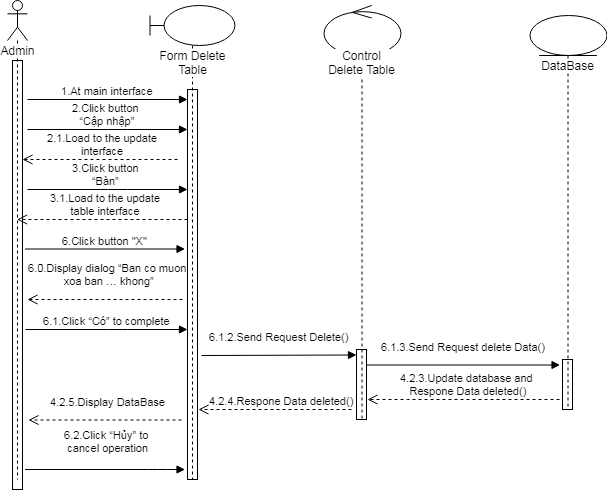 Admin
Form Delete
Table
Control
Delete Table
DataBase
1.At main interface
2.Click button
“Cập nhập”
2.1.Load to the update
interface
3.Click button
“Bàn”
3.1.Load to the update
table interface
6.Click button "X"
6.0.Display dialog “Ban co muon
xoa ban ... khong”
6.1.Click “Có” to complete
6.1.2.Send Request Delete()
6.1.3.Send Request delete Data()
4.2.3.Update database and
Respone Data deleted()
4.2.4.Respone Data deleted()
4.2.5.Display DataBase
6.2.Click “Hủy” to
cancel operation